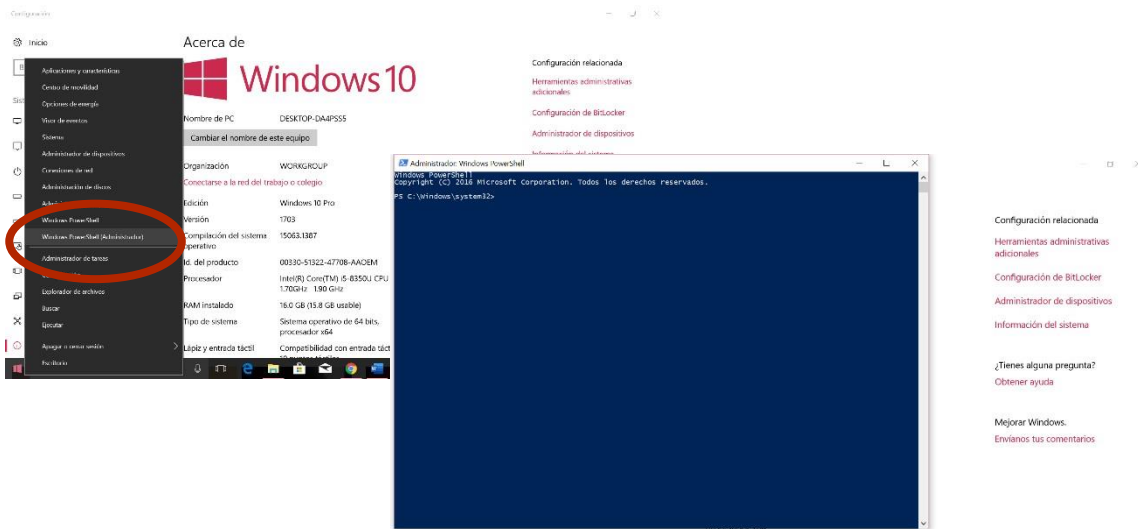 Configuración
Inicio
Aplicaciones y características
Centro de movilidad
Opciones de energía
Visor de eventos
Sistema
Administrador de dispositivos
Conexiones de red
Administración de discos
Windows PowerShell
Windows PowerShell (Administrador)
Administrador de tareas
Explorador de archivos
Buscar
Ejecutar
Apagar o cerrar sesión
Escritorio
Acerca de
Windows 10
Nombre de PC DESKTOP-DA4PSS5
Cambiar el nombre de este equipo
Organización WORKGROUP
Conectarse a la red del trabajo o colegio
Edición Windows 10 Pro
Versión 1703
Compilación del sistema 15063.1387
operativo
Id. del producto 00330-51322-47708-AAOEM
Procesador Intel(R) Core(TM) i5-8350U CPU
1.70GHz 1.90 GHz
RAM instalado 16.0 GB (15.8 GB usable)
Tipo de sistema Sistema operativo de 64 bits,
procesador x64
Lápiz y entrada táctil Compatibilidad con entrada táct
Configuración relacionada
Herramientas administrativas
adicionales
Configuración de BitLocker
Administrador de dispositivos
Administrador: Windows PowerShell
Windows PowerShell
Copyright (C) 2016 Microsoft Corporation. Todos los derechos reservados.
PS C:\Windows\system32>
Configuración relacionada
Herramientas administrativas
adicionales
Configuración de BitLocker
Administrador de dispositivos
Información del sistema
¿Tienes alguna pregunta?
Obtener ayuda
Mejorar Windows.
Envíanos tus comentarios